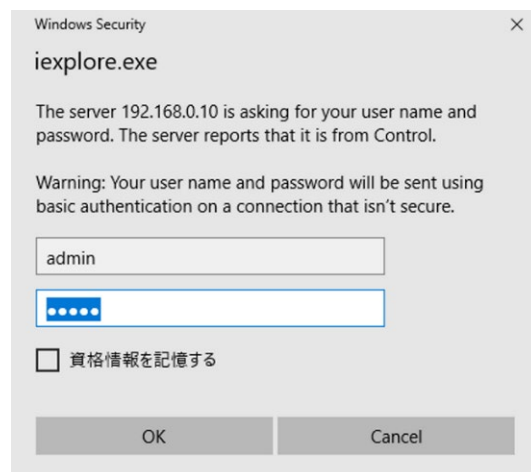 Windows Security
iexplore.exe
The server 192.168.0.10 is asking for your user name and
password. The server reports that it is from Control.
Warning: Your user name and password will be sent using
basic authentication on a connection that isn’t secure.
admin
●●●●●
資格情報を記憶する
OK
Cancel